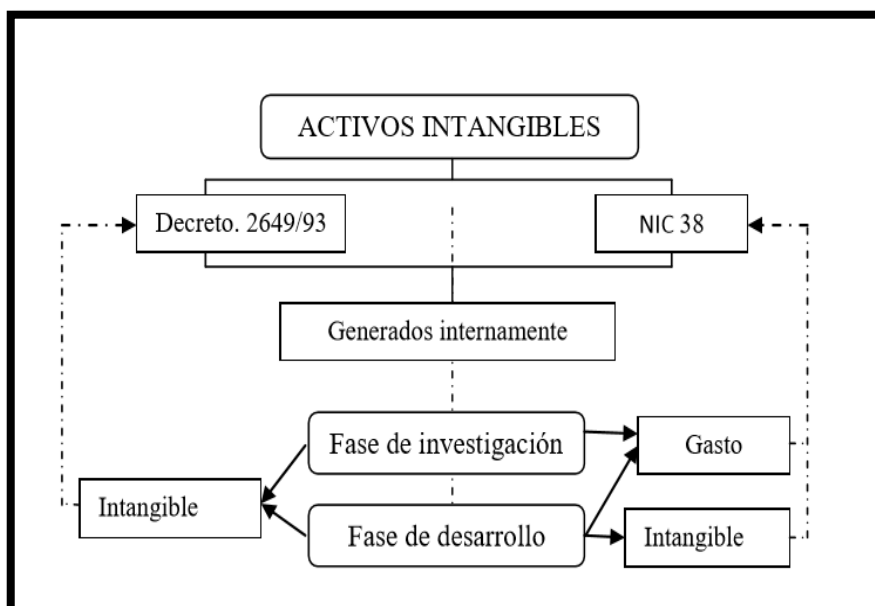 ACTIVOS INTANGIBLES
Decreto. 2649/93
NIC 38
Generados internamente
Fase de investigación
Gasto
Intangible
Fase de desarrollo
Intangible